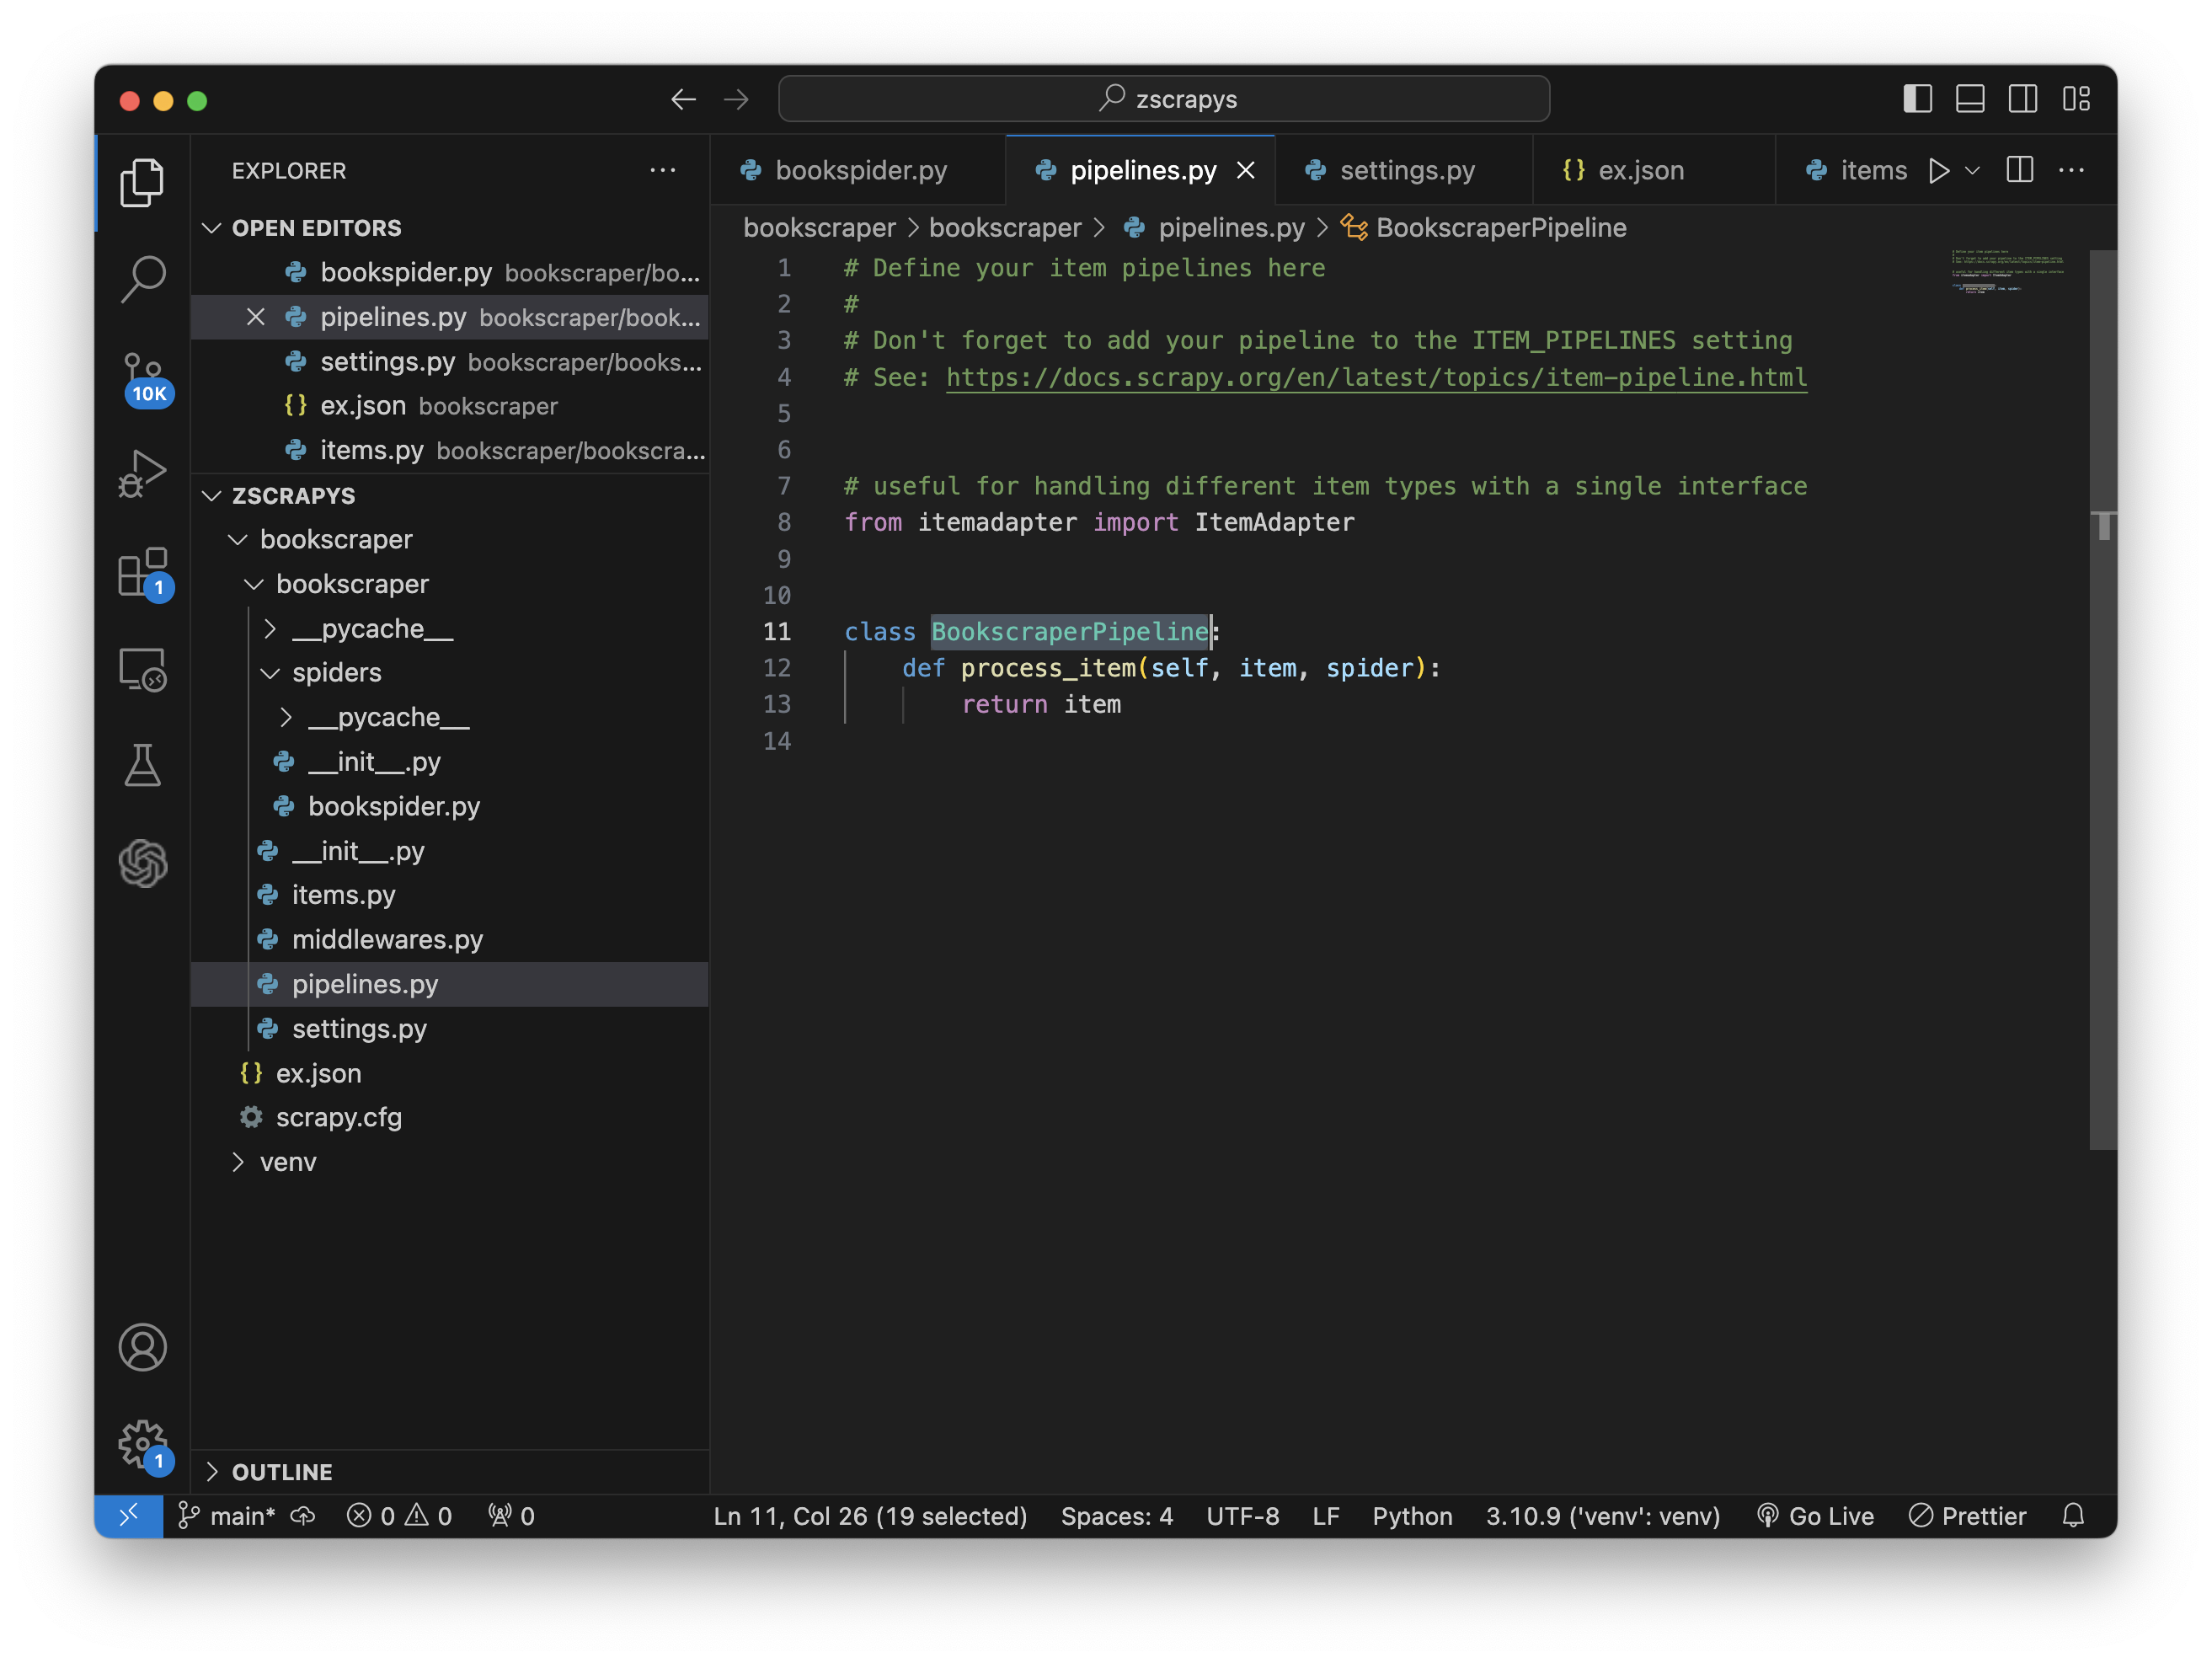 zscrapys
EXPLORER
OPEN EDITORS
bookspider.py bookscraper/bo...
pipelines.py bookscraper/book...
settings.py bookscraper/books...
ex.json bookscraper
items.py bookscraper/bookscra...
ZSCRAPYS
bookscraper
bookscraper
__pycache__
spiders
__pycache__
__init__.py
bookspider.py
__init__.py
items.py
middlewares.py
pipelines.py
settings.py
ex.json
scrapy.cfg
venv
OUTLINE
10K
1
1
bookspider.py
pipelines.py
settings.py
ex.json
items
bookscraper > bookscraper > pipelines.py > BookscraperPipeline
1 # Define your item pipelines here
2 #
3 # Don't forget to add your pipeline to the ITEM_PIPELINES setting
4 # See: https://docs.scrapy.org/en/latest/topics/item-pipeline.html
5
6
7 # useful for handling different item types with a single interface
8 from itemadapter import ItemAdapter
9
10
11 class BookscraperPipeline:
12 def process_item(self, item, spider):
13 return item
14
main* 0 0 0 Ln 11, Col 26 (19 selected) Spaces: 4 UTF-8 LF Python 3.10.9 ('venv': venv) Go Live Prettier